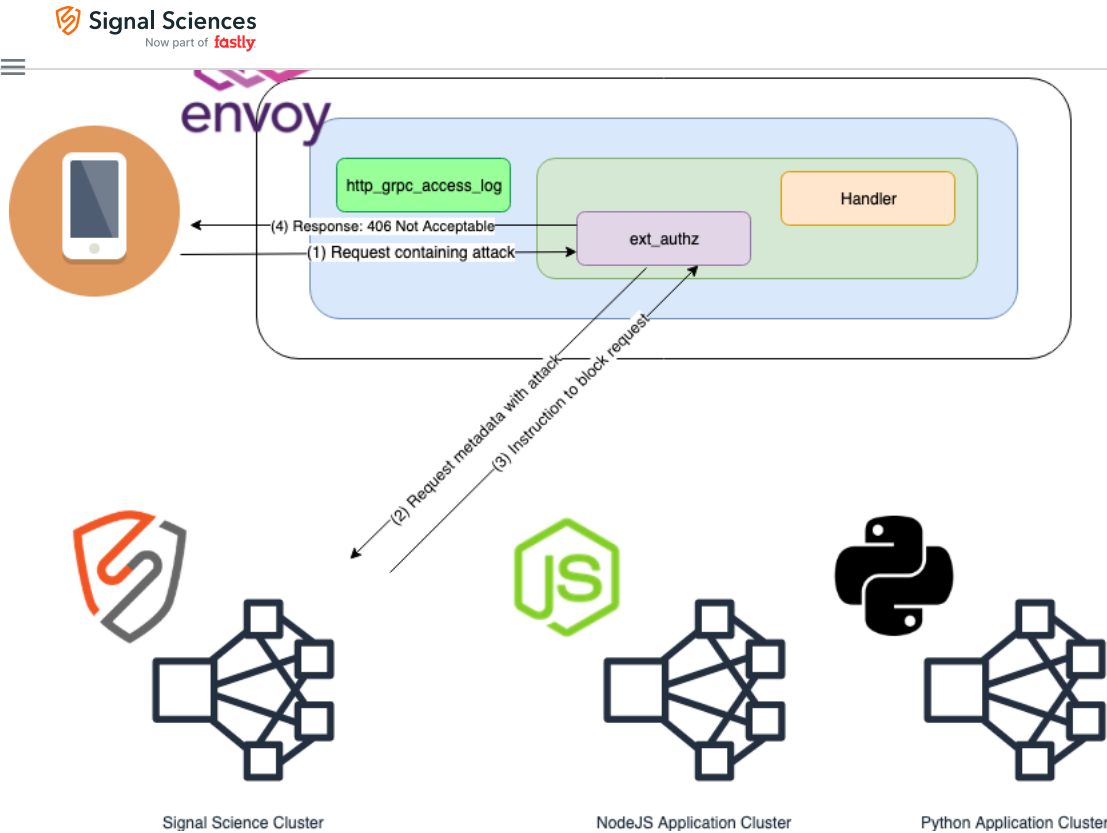 Signal Sciences
Now part of fastly
envoy
http_grpc_access_log
Handler
(4) Response: 406 Not Acceptable
ext_authz
(1) Request containing attack
(2) Request metadata with attack
(3) Instruction to block request
JS
Signal Science Cluster
NodeJS Application Cluster
Python Application Cluster